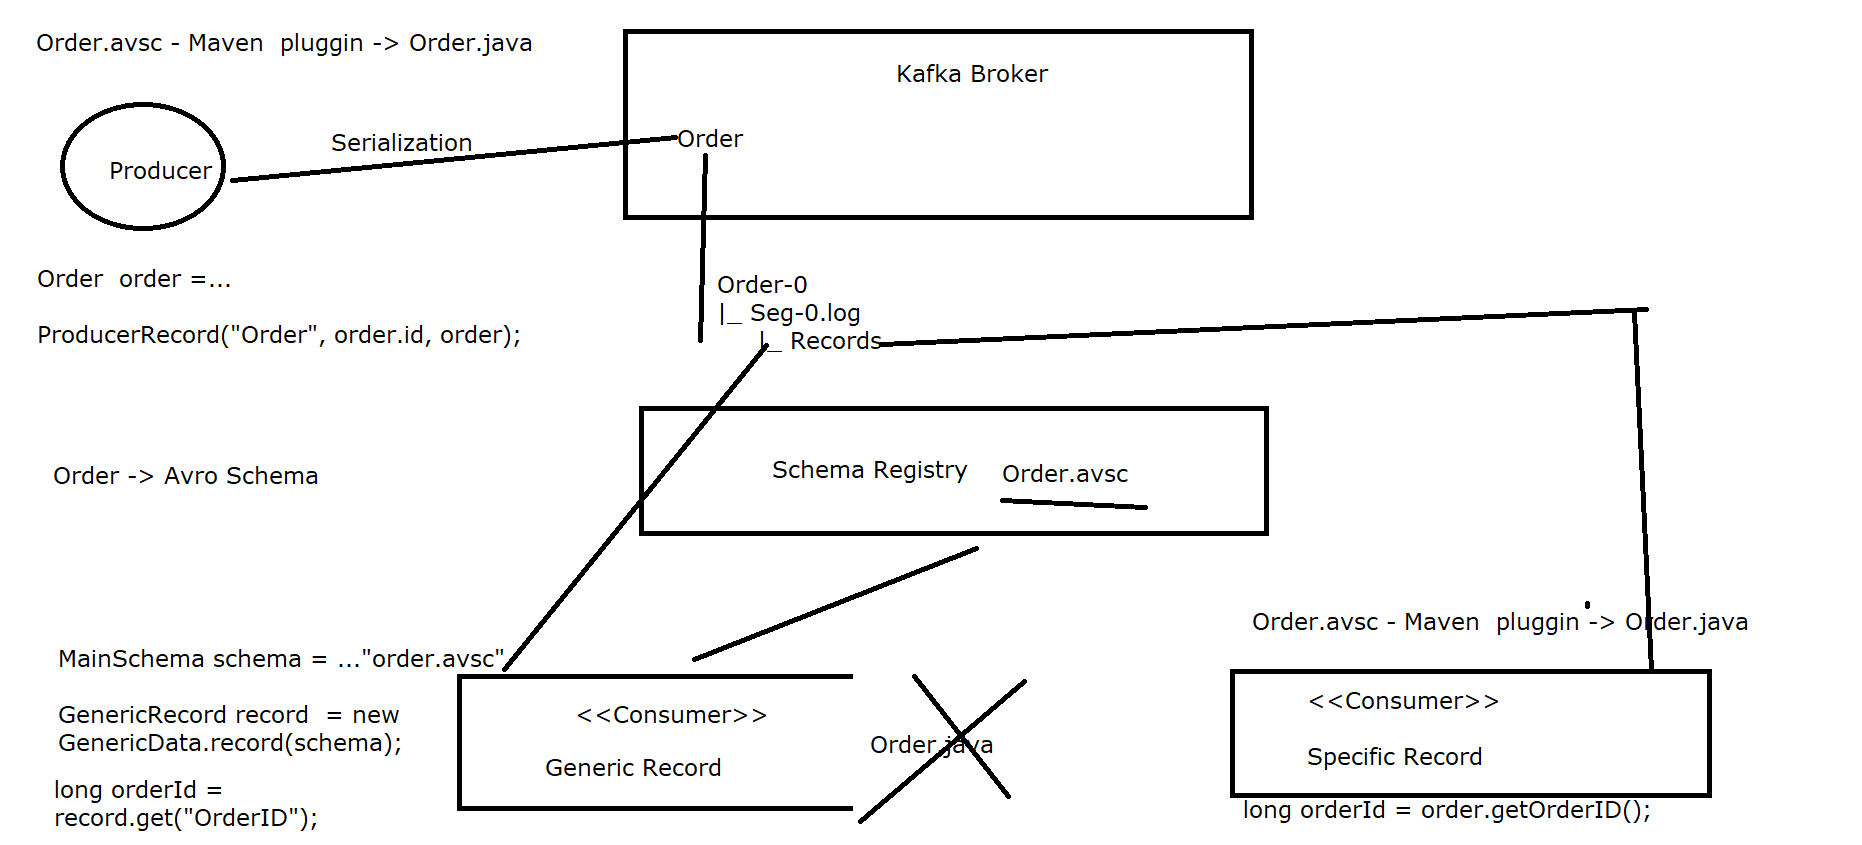 Order.avsc - Maven  pluggin -> Order.java
Kafka Broker
Serialization
Order
Producer
Order  order =...
ProducerRecord("Order", order.id, order);
Order-0
|_ Seg-0.log
|_ Records
Order -> Avro Schema
Schema Registry
Order.avsc
Order.avsc - Maven  pluggin -> Order.java
MainSchema schema = ..."order.avsc"
GenericRecord record  = new
GenericData.record(schema);
long orderId =
record.get("OrderID");
<<Consumer>>
Generic Record
Order.java
<<Consumer>>
Specific Record
long orderId = order.getOrderID();